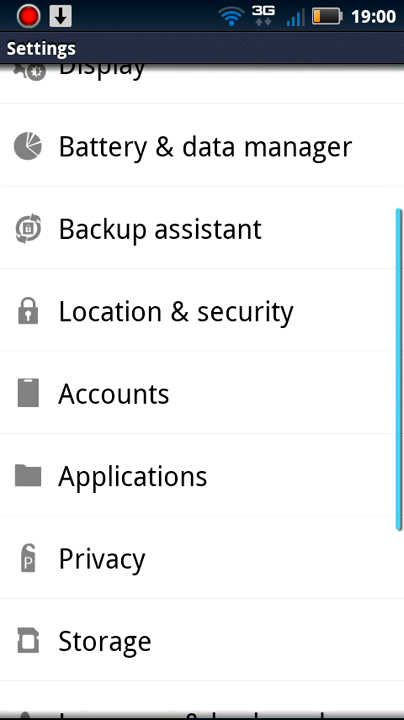 3G 19:00
Settings
Display
Battery & data manager
Backup assistant
Location & security
Accounts
Applications
P Privacy
Storage